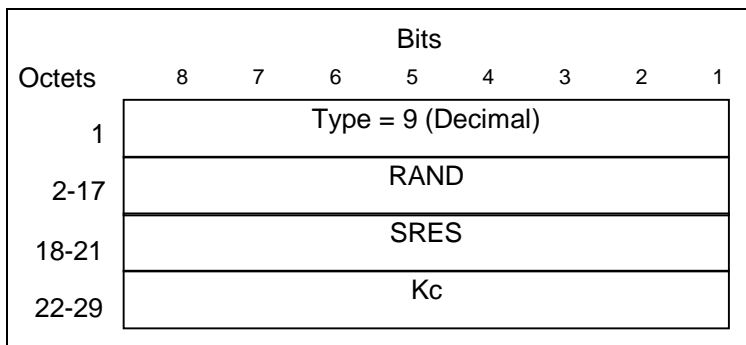 Bits
Octets 8 7 6 5 4 3 2 1
1 Type = 9 (Decimal)
2-17 RAND
18-21 SRES
22-29 Kc